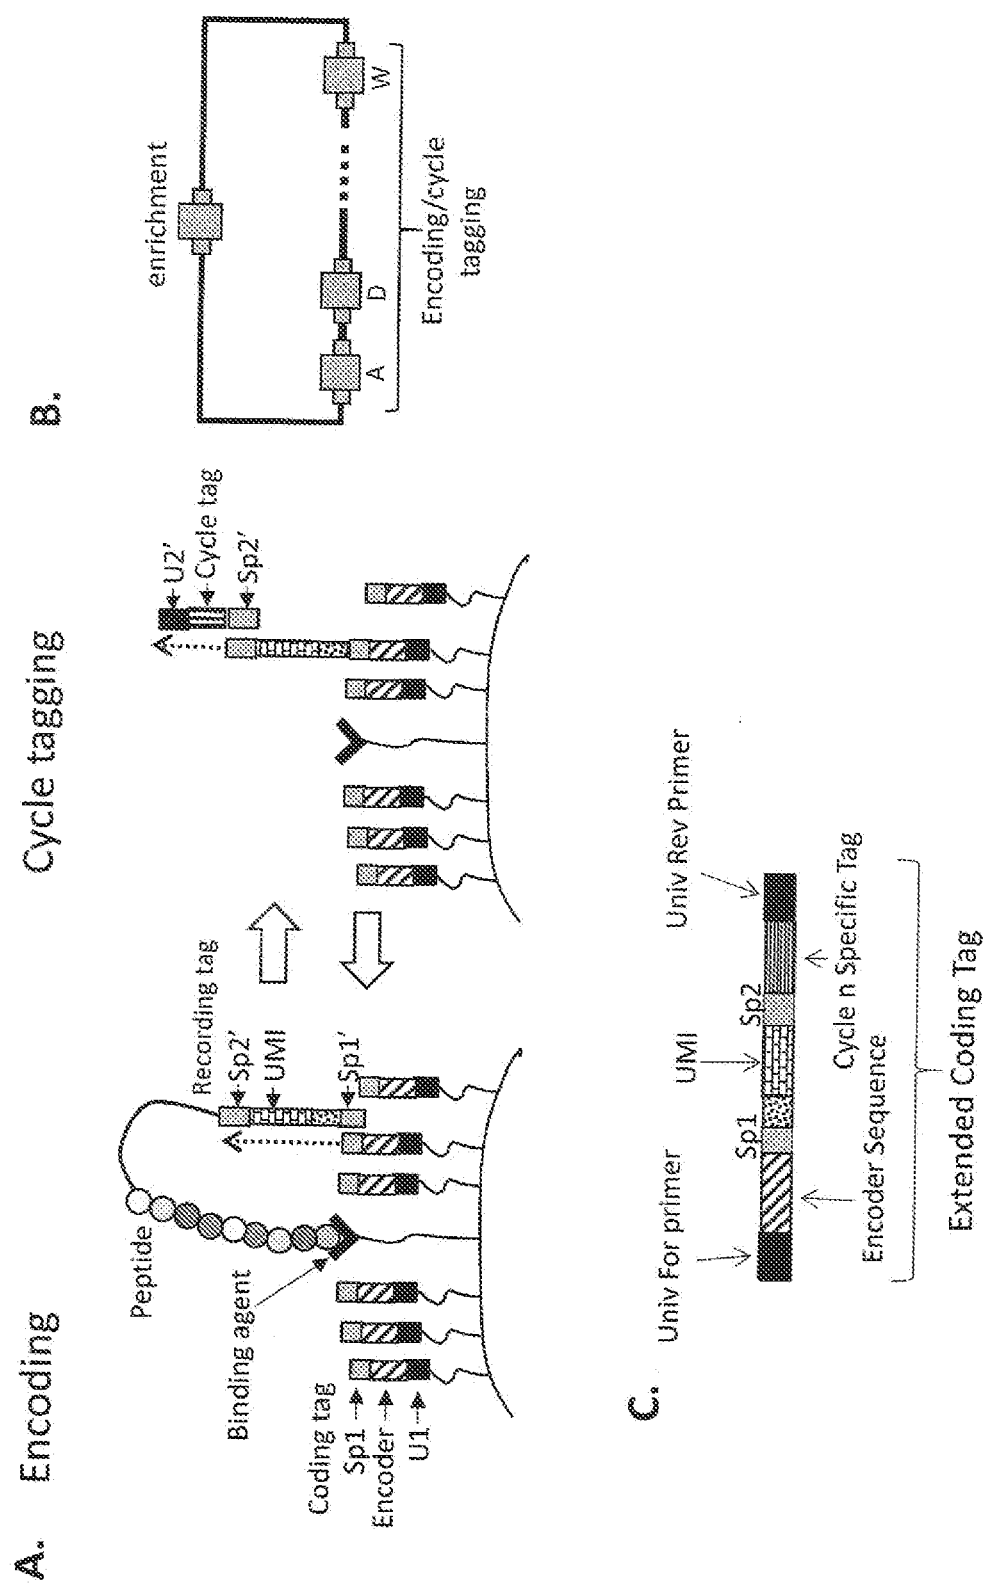 A. Encoding
Peptide
Recording tag
Sp2'
UMI
Sp1'
Binding agent
Coding tag
Sp1
Encoder
U1
Cycle tagging
U2'
Cycle tag
Sp2'
B.
enrichment
A
D
W
Encoding/cycle
tagging
C.
Univ For primer
Sp1
UMI
Sp2
Univ Rev Primer
Encoder Sequence
Cycle n Specific Tag
Extended Coding Tag